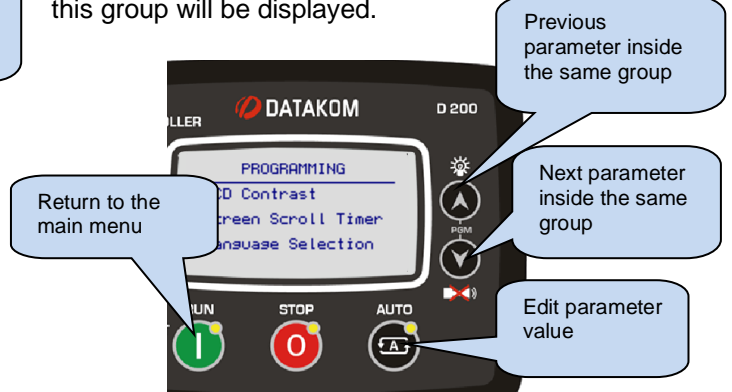 this group will be displayed.
Previous
parameter inside
the same group
LLER
DATAKOM
D 200
PROGRAMMING
CD Contrast
creen Scroll Timer
anguage Selection
Return to the
main menu
Next parameter
inside the same
group
PGM
RUN
STOP
AUTO
A
Edit parameter
value